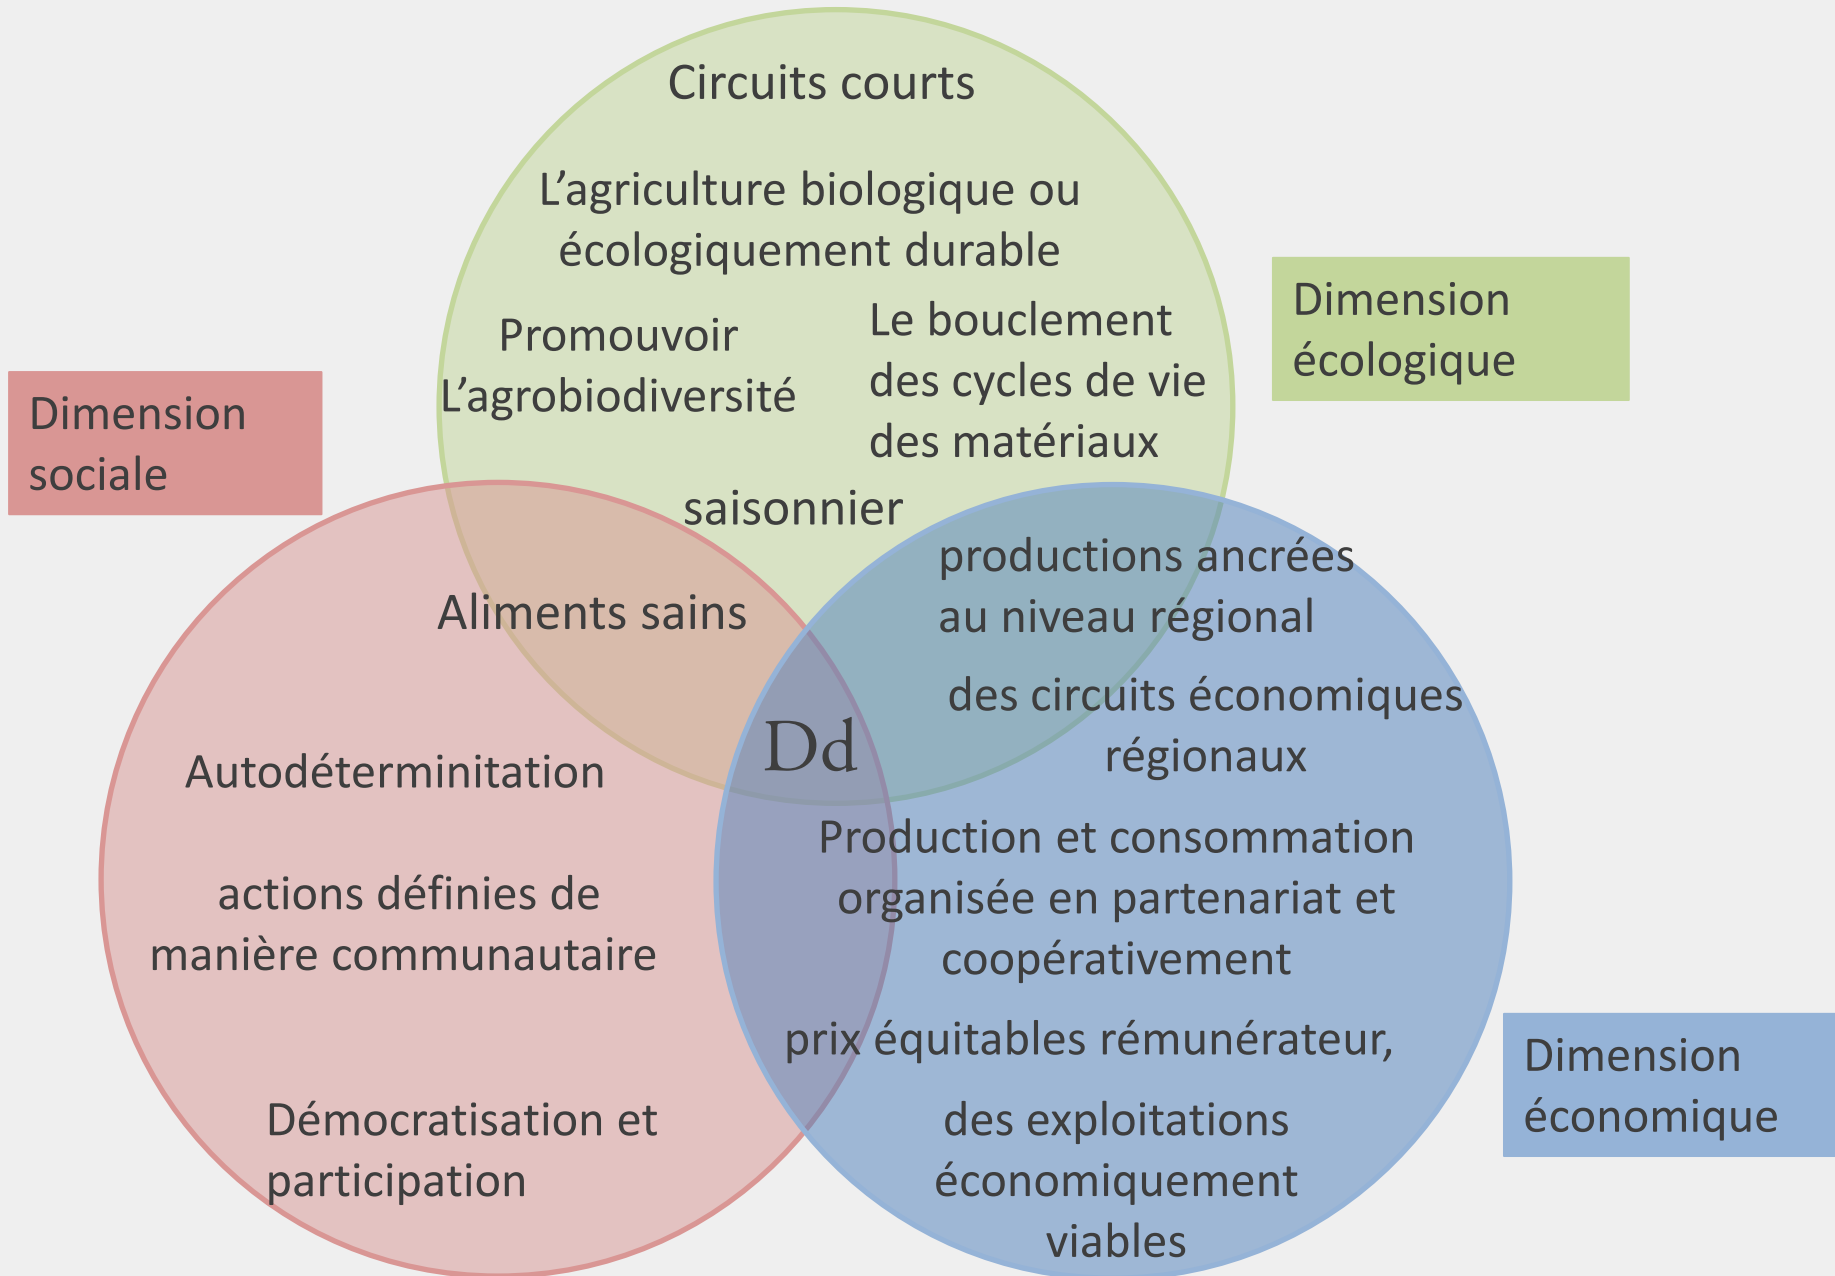 Circuits courts
L’agriculture biologique ou
écologiquement durable
Promouvoir
L’agrobiodiversité
Le bouclement
des cycles de vie
des matériaux
saisonnier
Dimension
écologique
Dimension
sociale
Aliments sains
productions ancrées
au niveau régional
des circuits économiques
régionaux
Dd
Autodéterminitation
actions définies de
manière communautaire
Démocratisation et
participation
Production et consommation
organisée en partenariat et
coopérativement
prix équitables rémunérateur,
des exploitations
économiquement
viables
Dimension
économique